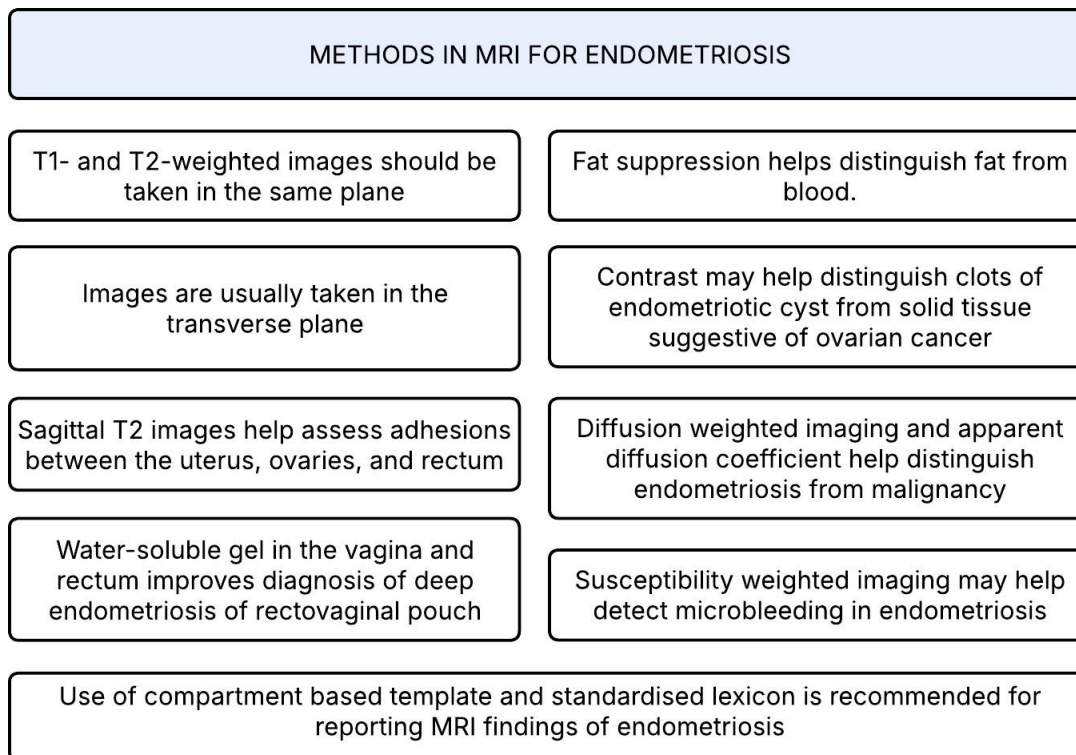 METHODS IN MRI FOR ENDOMETRIOSIS
T1- and T2-weighted images should be
taken in the same plane
Images are usually taken in the
transverse plane
Sagittal T2 images help assess adhesions
between the uterus, ovaries, and rectum
Water-soluble gel in the vagina and
rectum improves diagnosis of deep
endometriosis of rectovaginal pouch
Fat suppression helps distinguish fat from
blood.
Contrast may help distinguish clots of
endometriotic cyst from solid tissue
suggestive of ovarian cancer
Diffusion weighted imaging and apparent
diffusion coefficient help distinguish
endometriosis from malignancy
Susceptibility weighted imaging may help
detect microbleeding in endometriosis
Use of compartment based template and standardised lexicon is recommended for
reporting MRI findings of endometriosis